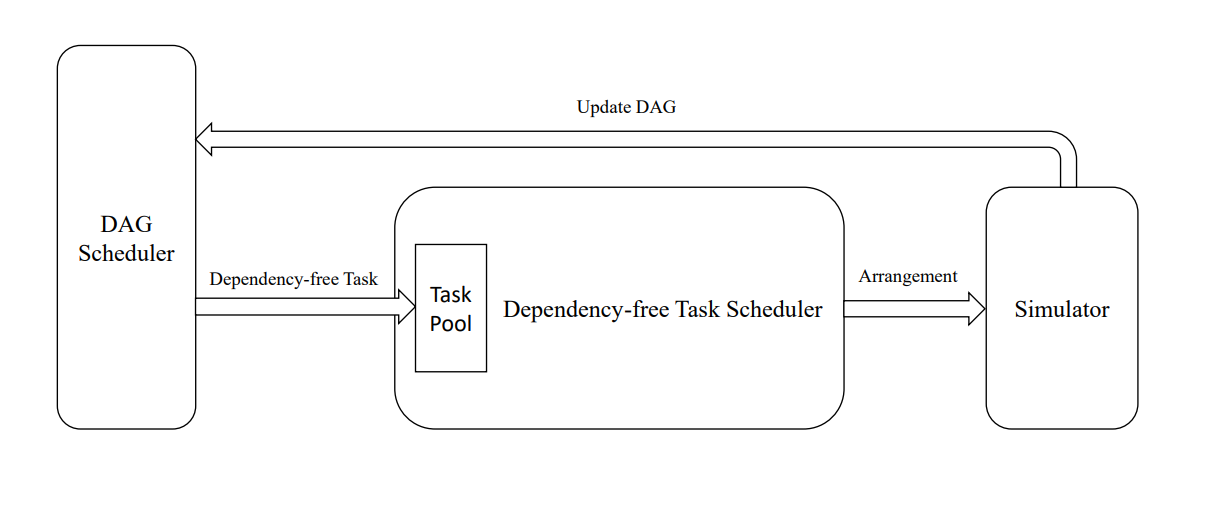 Update DAG
DAG
Scheduler
Dependency-free Task
Task
Pool
Dependency-free Task Scheduler
Arrangement
Simulator